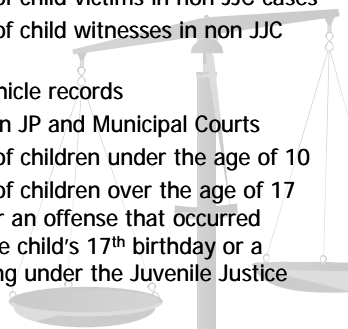 of child victims in non JJC cases
of child witnesses in non JJC
hicle records
n JP and Municipal Courts
of children under the age of 10
of children over the age of 17
r an offense that occurred
e child's 17th birthday or a
ng under the Juvenile Justice